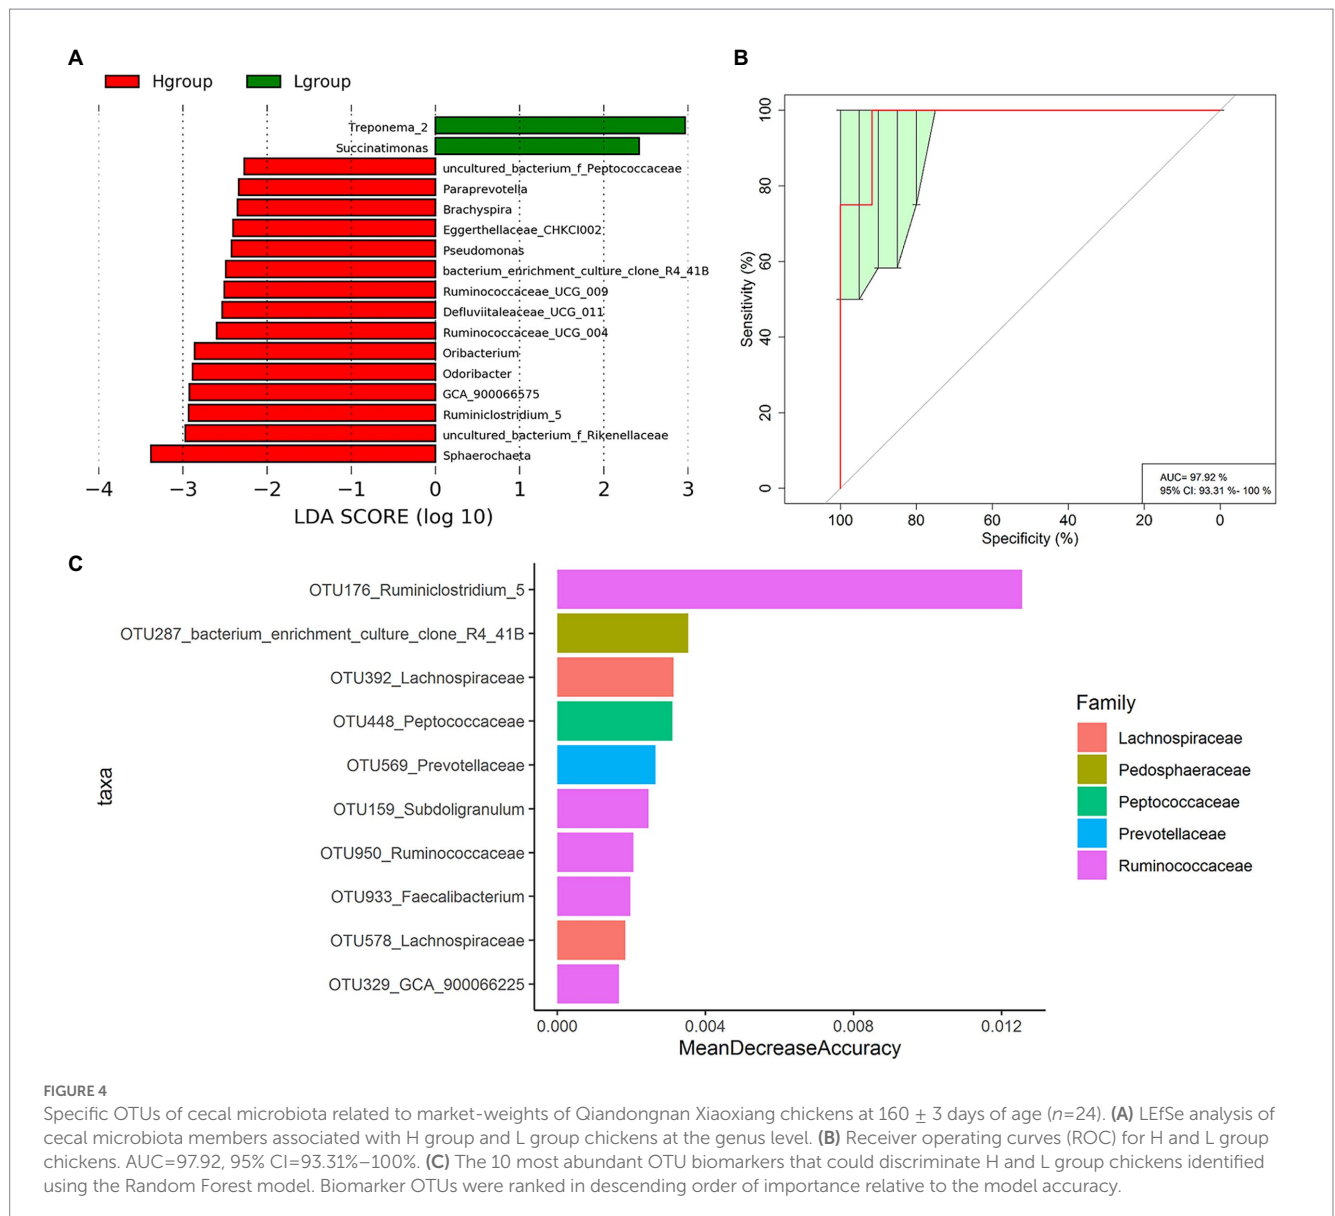 A
Hgroup Lgroup
Treponema_2
Succinatimonas
uncultured_bacterium_f_Peptococcaceae
Paraprevotella
Brachyspira
Eggerthellaceae_CHKCI002
Pseudomonas
bacterium_enrichment_culture_clone_R4_41B
Ruminococcaceae_UCG_009
Defluviitaleaceae_UCG_011
Ruminococcaceae_UCG_004
Oribacterium
Odoribacter
GCA_900066575
Ruminiclostridium_5
uncultured_bacterium_f_Rikenellaceae
Sphaerochaeta
−4 −3 −2 −1 0 1 2 3
LDA SCORE (log 10)
B
Sensitivity (%)
100
80
60
40
20
0
AUC= 97.92 %
95% CI: 93.31 %- 100 %
100 80 60 40 20 0
Specificity (%)
C
taxa
OTU176_Ruminiclostridium_5
OTU287_bacterium_enrichment_culture_clone_R4_41B
OTU392_Lachnospiraceae
OTU448_Peptococcaceae
OTU569_Prevotellaceae
OTU159_Subdoligranulum
OTU950_Ruminococcaceae
OTU933_Faecalibacterium
OTU578_Lachnospiraceae
OTU329_GCA_900066225
0.000 0.004 0.008 0.012
MeanDecreaseAccuracy
Family
Lachnospiraceae
Pedosphaeraceae
Peptococcaceae
Prevotellaceae
Ruminococcaceae
FIGURE 4
Specific OTUs of cecal microbiota related to market-weights of Qiandongnan Xiaoxiang chickens at 160 ± 3 days of age (n=24). (A) LEfSe analysis of
cecal microbiota members associated with H group and L group chickens at the genus level. (B) Receiver operating curves (ROC) for H and L group
chickens. AUC=97.92, 95% CI=93.31%–100%. (C) The 10 most abundant OTU biomarkers that could discriminate H and L group chickens identified
using the Random Forest model. Biomarker OTUs were ranked in descending order of importance relative to the model accuracy.